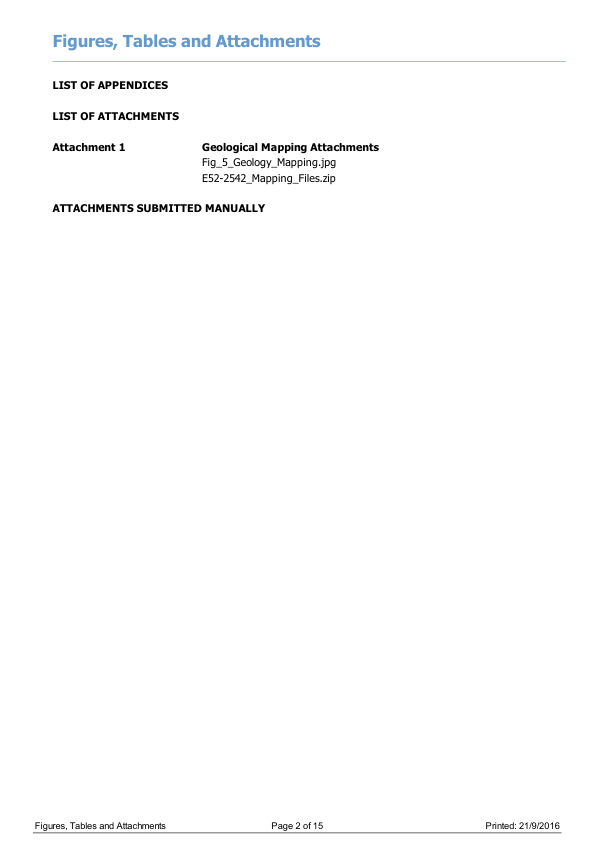 Figures, Tables and Attachments
LIST OF APPENDICES
LIST OF ATTACHMENTS
Attachment 1 Geological Mapping Attachments
Fig_5_Geology_Mapping.jpg
E52-2542_Mapping_Files.zip
ATTACHMENTS SUBMITTED MANUALLY
Figures, Tables and Attachments Page 2 of 15 Printed: 21/9/2016